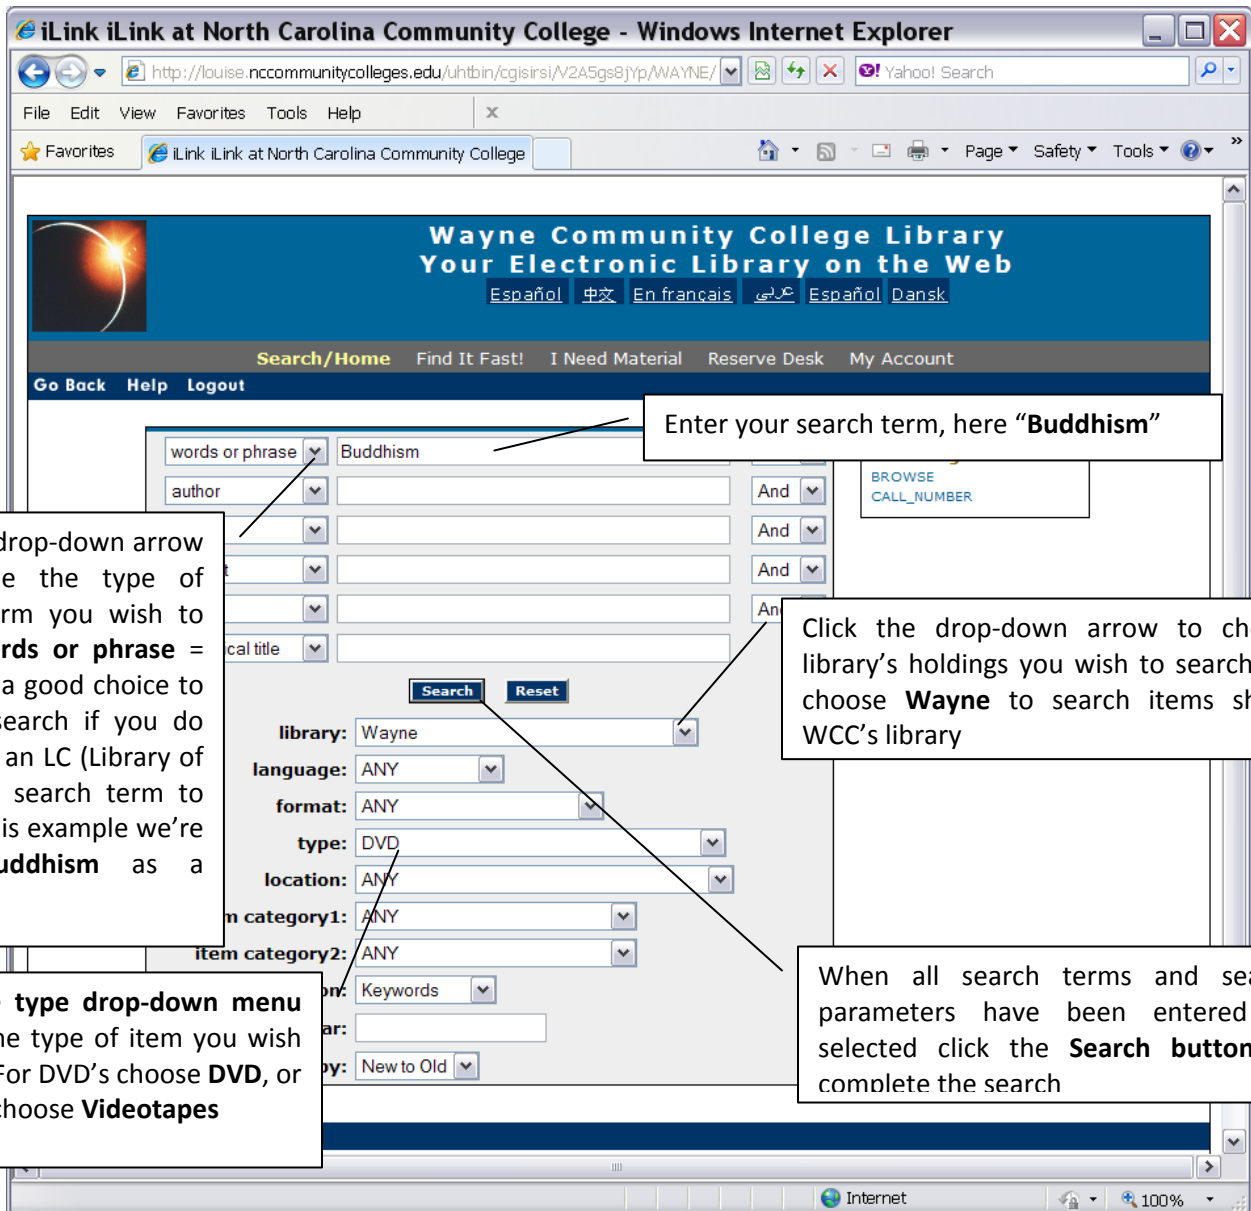 iLink iLink at North Carolina Community College - Windows Internet Explorer
http://louise.nccommunitycolleges.edu/uhtbin/cgisirsi/V2A5gs8jYp/WAYNE/
Yahoo! Search
File Edit View Favorites Tools Help x
Favorites iLink iLink at North Carolina Community College Page Safety Tools »
Wayne Community College Library
Your Electronic Library on the Web
Español 中文 En français عربى Español Dansk
Search/Home Find It Fast! I Need Material Reserve Desk My Account
Go Back Help Logout
Enter your search term, here “Buddhism”
words or phrase Buddhism
author And
And
And
ical title
BROWSE
CALL_NUMBER
drop-down arrow
e the type of
rm you wish to
rds or phrase =
a good choice to
search if you do
an LC (Library of
search term to
is example we're
uddhism as a
Click the drop-down arrow to ch
library's holdings you wish to search
choose Wayne to search items sh
WCC's library
Search Reset
library: Wayne
language: ANY
format: ANY
type: DVD
location: ANY
m category1: ANY
item category2: ANY
on: Keywords
ar:
by: New to Old
type drop-down menu
he type of item you wish
For DVD's choose DVD, or
choose Videotapes
When all search terms and sea
parameters have been entered
selected click the Search button
complete the search
Internet 100%